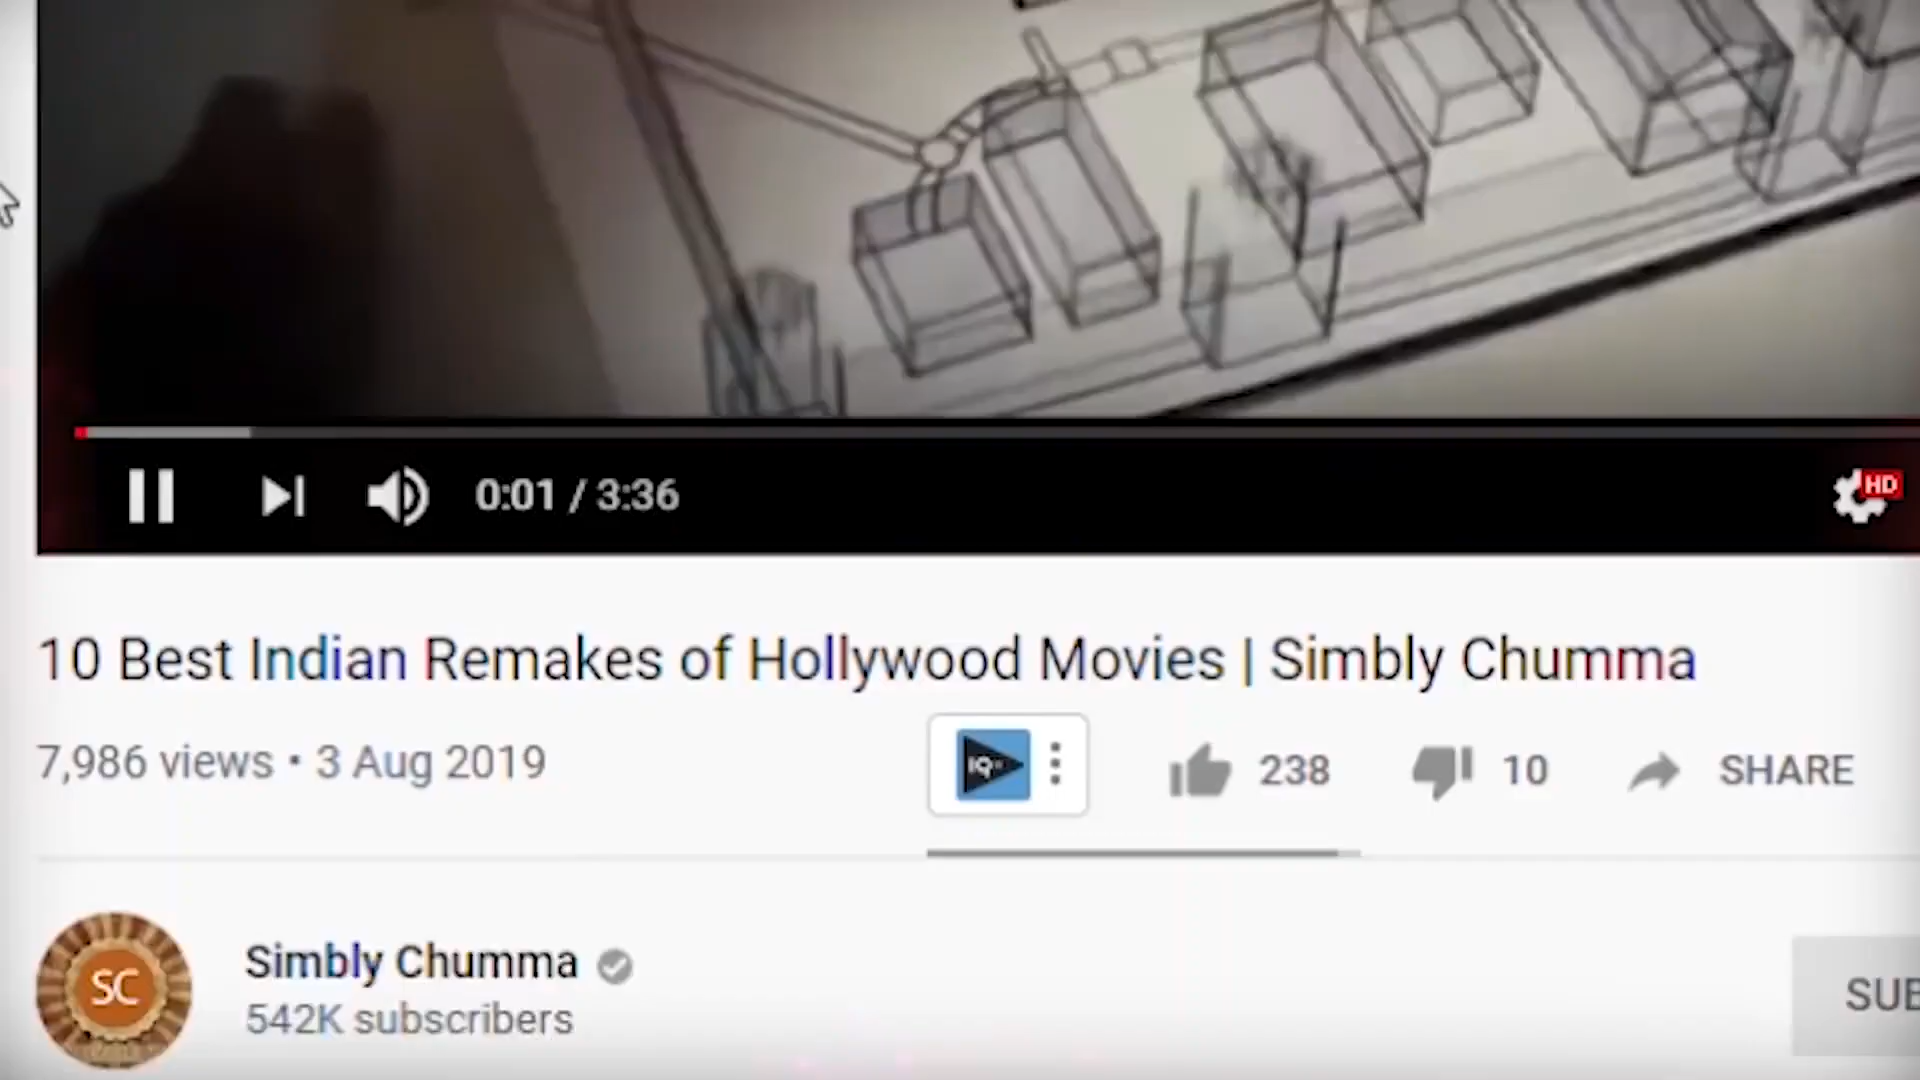 0:01 / 3:36
HD
10 Best Indian Remakes of Hollywood Movies | Simbly Chumma
7,986 views • 3 Aug 2019
IQ
238
10
SHARE
SC
Simbly Chumma
542K subscribers
SUB